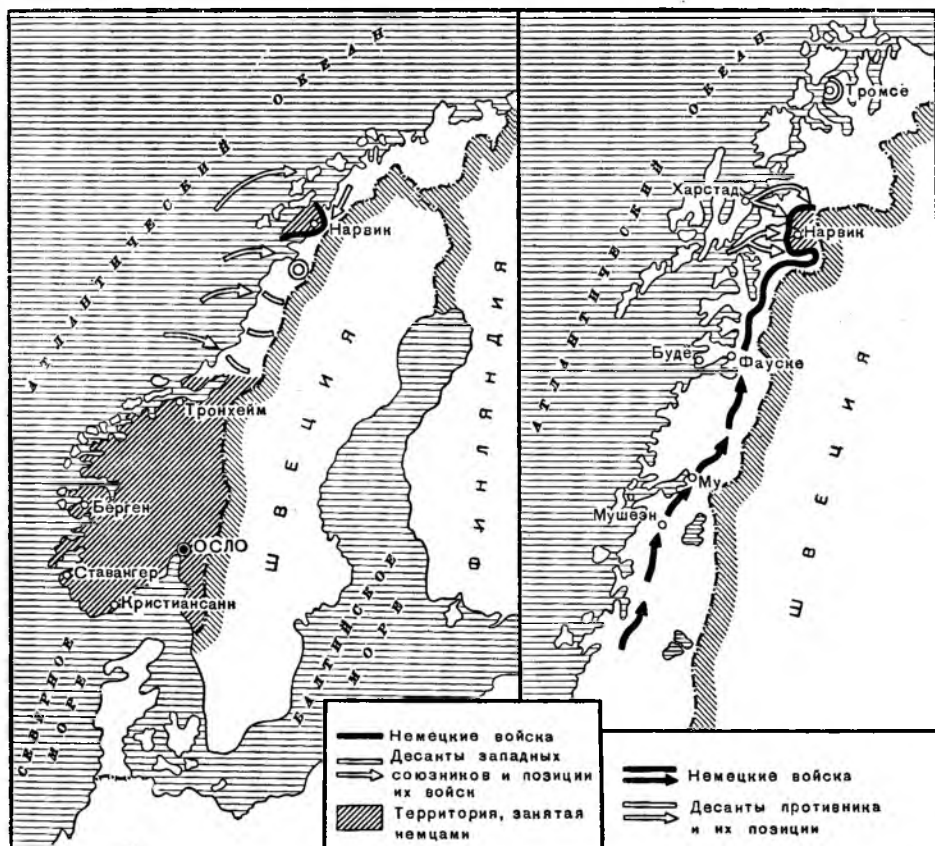 АТЛАНТИЧЕСКИЙ ОКЕАН
Нарвик
Тронхейм
Берген
ОСЛО
Ставангер
Кристиансанн
ШВЕЦИЯ
ФИНЛЯНДИЯ
СЕВЕРНОЕ
МОРЕ
БАЛТИЙСКОЕ
МОРЕ
Немецкие войска
Десанты западных
союзников и позиции
их войск
Территория, занятая
немцами
АТЛАНТИЧЕСКИЙ ОКЕАН
Тромсё
Харстад
Нарвик
Буде
Фауске
Му
Мушеэн
ШВЕЦИЯ
Немецкие войска
Десанты противника
и их позиции